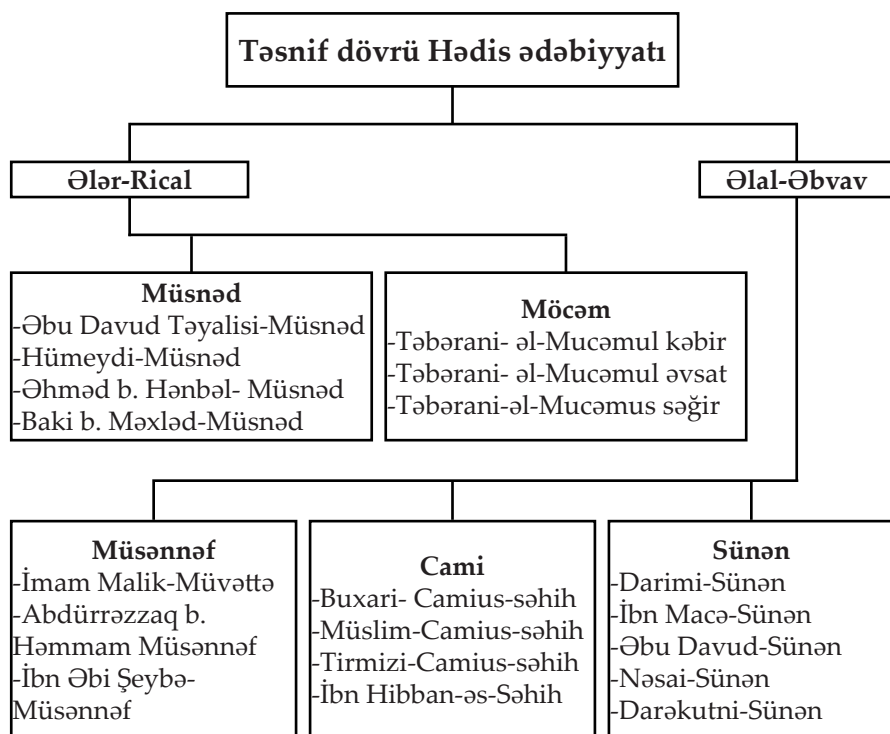 Təsnif dövrü Hədis ədəbiyyatı
Ələr-Rical
Əlal-Əbvav
Müsnəd
-Əbu Davud Təyalisi-Müsnəd
-Hümeydi-Müsnəd
-Əhməd b. Hənbəl- Müsnəd
-Baki b. Məxləd-Müsnəd
Möcəm
-Təbərani- əl-Mucəmul kəbir
-Təbərani- əl-Mucəmul əvsat
-Təbərani-əl-Mucəmus səğir
Müsənnəf
-İmam Malik-Müvəttə
-Abdürrəzzaq b.
Həmmam Müsənnəf
-İbn Əbi Şeybə-
Müsənnəf
Cami
-Buxari- Camius-səhih
-Müslim-Camius-səhih
-Tirmizi-Camius-səhih
-İbn Hibban-əs-Səhih
Sünən
-Darimi-Sünən
-İbn Macə-Sünən
-Əbu Davud-Sünən
-Nəsai-Sünən
-Darəkutni-Sünən